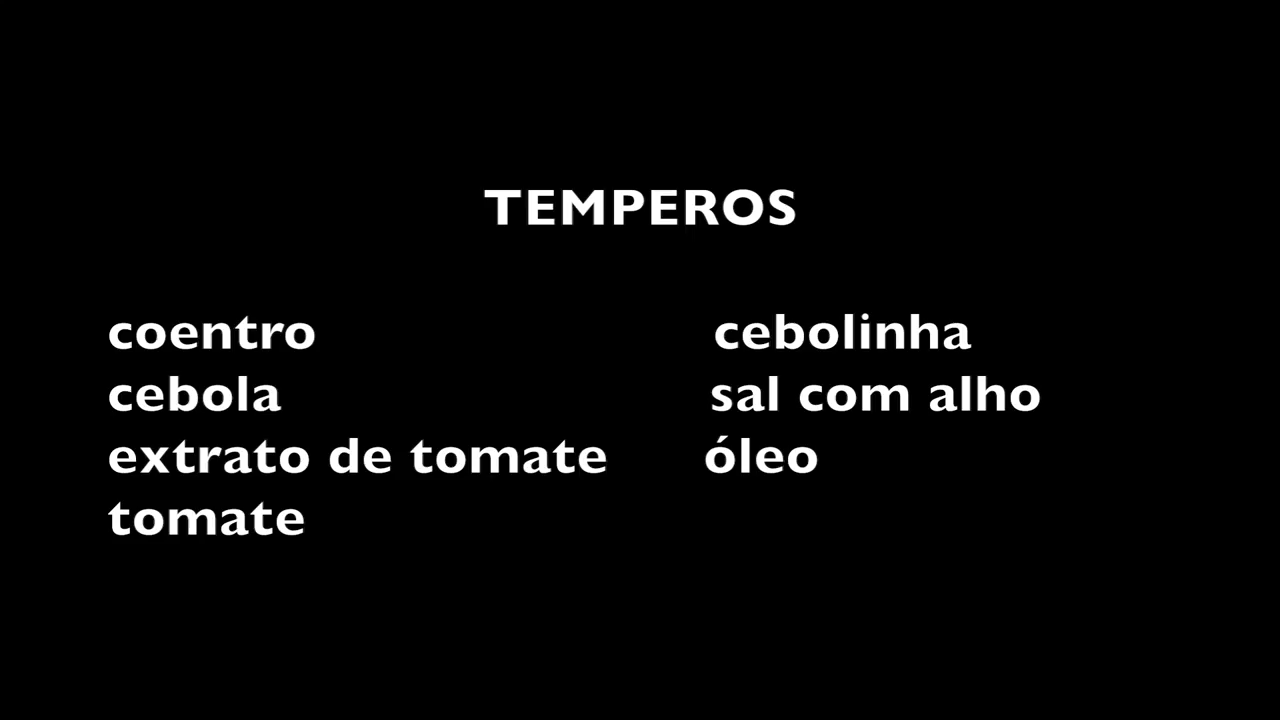 TEMPEROS
coentro cebolinha
cebola sal com alho
extrato de tomate óleo
tomate